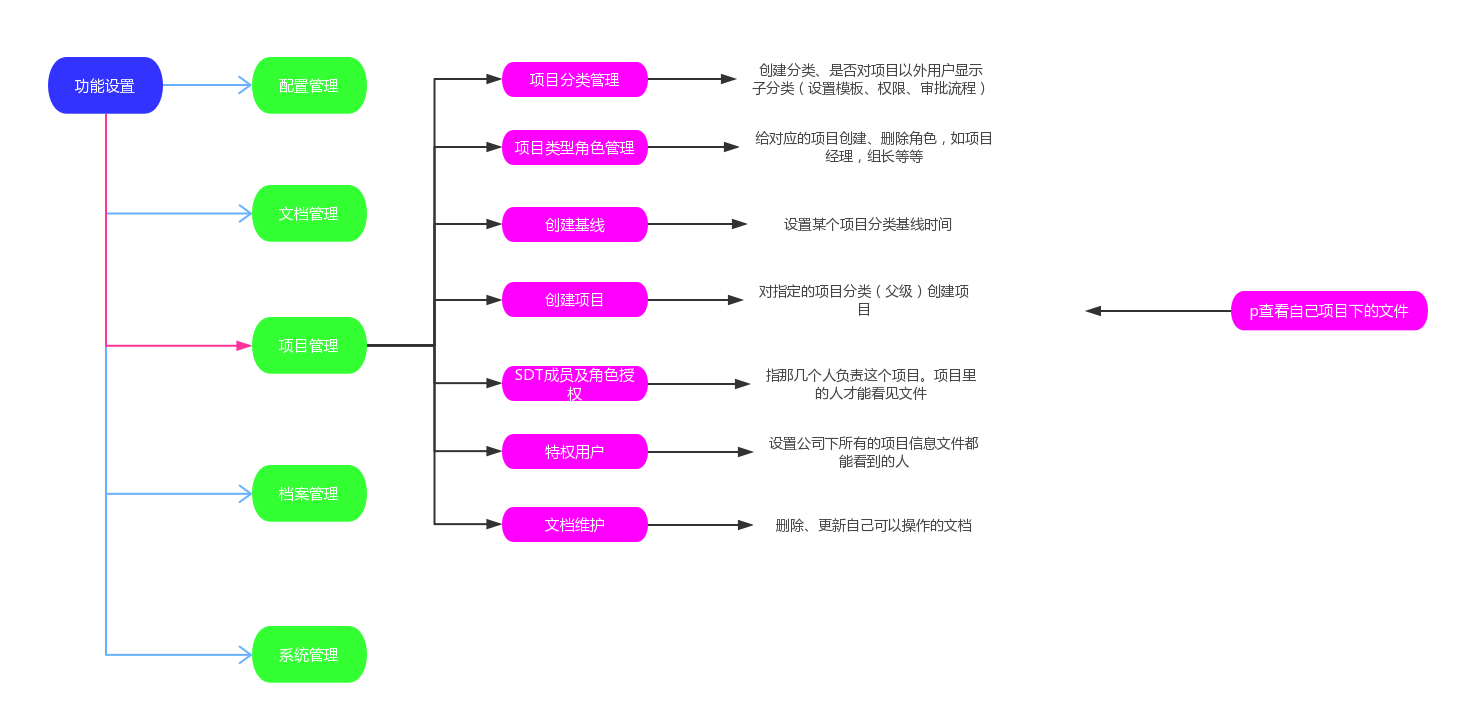 功能设置
配置管理
文档管理
项目管理
档案管理
系统管理
项目分类管理
创建分类、是否对项目以外用户显示
子分类（设置模板、权限、审批流程）
项目类型角色管理
给对应的项目创建、删除角色，如项目
经理，组长等等
创建基线
设置某个项目分类基线时间
创建项目
对指定的项目分类（父级）创建项
目
SDT成员及角色授
权
指那几个人负责这个项目。项目里
的人才能看见文件
特权用户
设置公司下所有的项目信息文件都
能看到的人
文档维护
删除、更新自己可以操作的文档
p查看自己项目下的文件